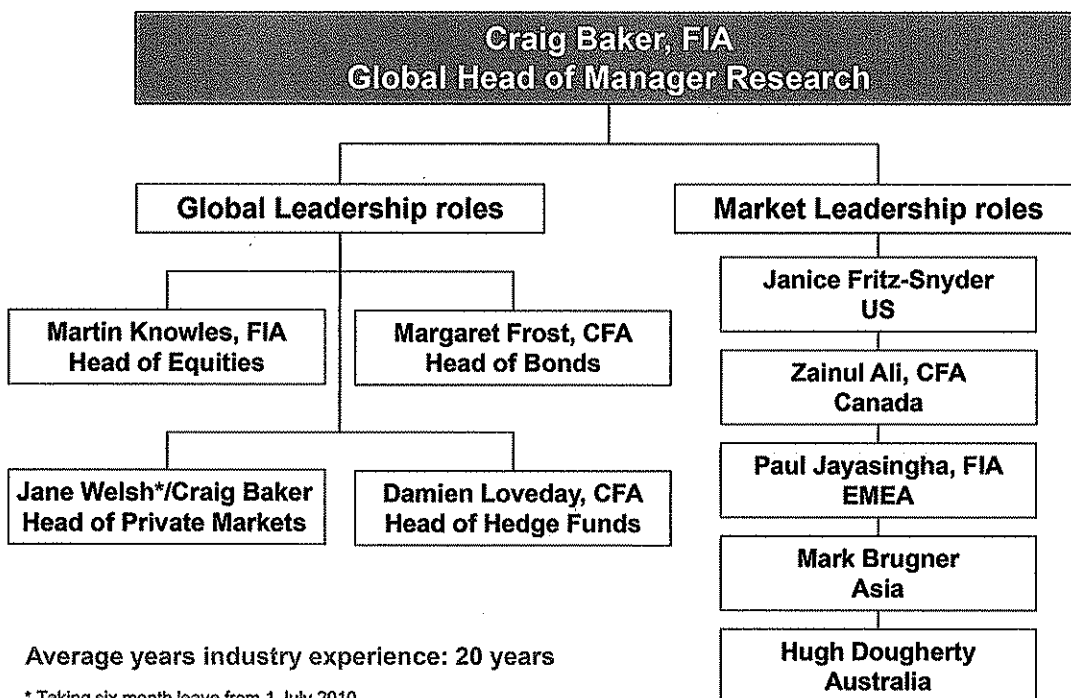 Craig Baker, FIA
Global Head of Manager Research
Global Leadership roles
Martin Knowles, FIA
Head of Equities
Margaret Frost, CFA
Head of Bonds
Jane Welsh*/Craig Baker
Head of Private Markets
Damien Loveday, CFA
Head of Hedge Funds
Market Leadership roles
Janice Fritz-Snyder
US
Zainul Ali, CFA
Canada
Paul Jayasingha, FIA
EMEA
Mark Brugner
Asia
Hugh Dougherty
Australia
Average years industry experience: 20 years
* Taking six month leave from 1 July 2010